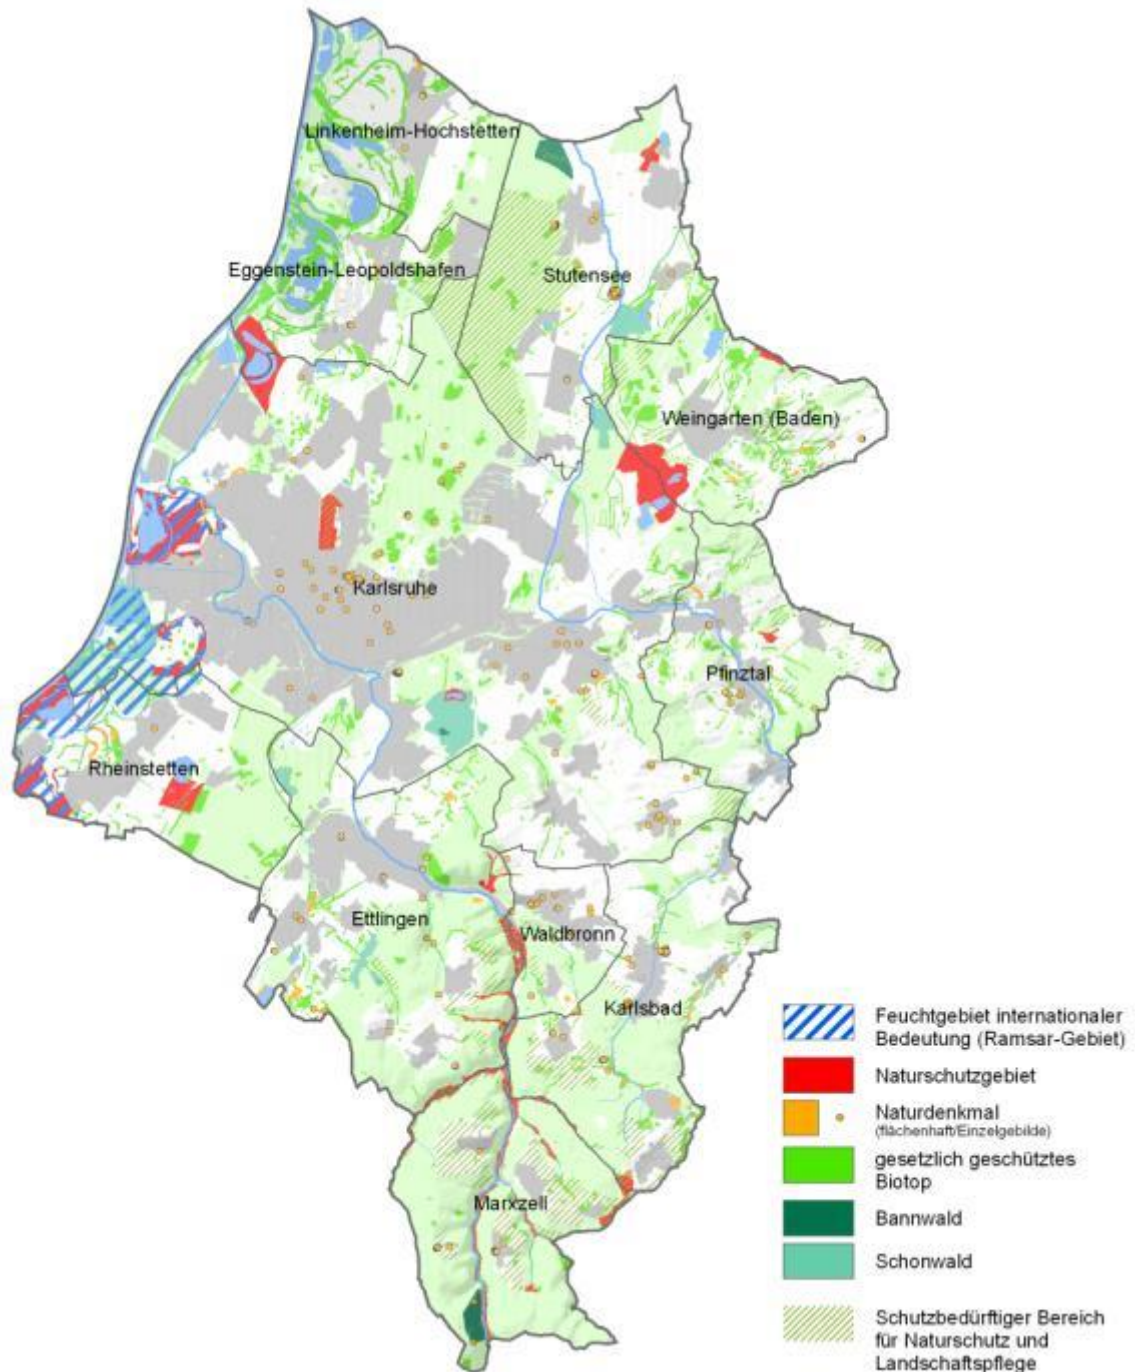 Linkenheim-Hochstetten
Eggenstein-Leopoldshafen
Stutensee
Weingarten (Baden)
Karlsruhe
Pfinztal
Rheinstetten
Ettlingen
Waldbronn
Karlsbad
Marxzell
Feuchtgebiet internationaler
Bedeutung (Ramsar-Gebiet)
Naturschutzgebiet
Naturdenkmal
(flächenhaft/Einzelgebilde)
gesetzlich geschütztes
Biotop
Bannwald
Schonwald
Schutzbedürftiger Bereich
für Naturschutz und
Landschaftspflege